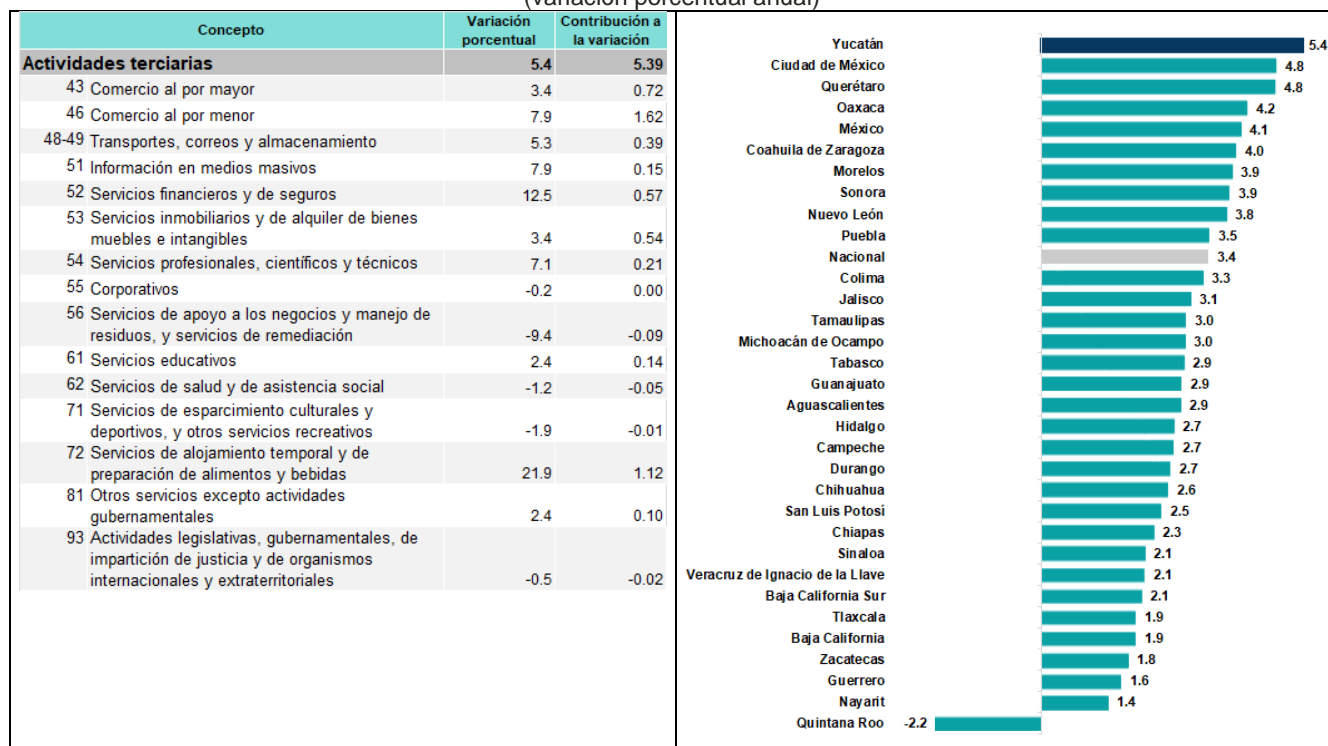 (variación porcentual anual)
Concepto Variación porcentual Contribución a la variación
Actividades terciarias 5.4 5.39
43 Comercio al por mayor 3.4 0.72
46 Comercio al por menor 7.9 1.62
48-49 Transportes, correos y almacenamiento 5.3 0.39
51 Información en medios masivos 7.9 0.15
52 Servicios financieros y de seguros 12.5 0.57
53 Servicios inmobiliarios y de alquiler de bienes
muebles e intangibles 3.4 0.54
54 Servicios profesionales, científicos y técnicos 7.1 0.21
55 Corporativos -0.2 0.00
56 Servicios de apoyo a los negocios y manejo de
residuos, y servicios de remediación -9.4 -0.09
61 Servicios educativos 2.4 0.14
62 Servicios de salud y de asistencia social -1.2 -0.05
71 Servicios de esparcimiento culturales y
deportivos, y otros servicios recreativos -1.9 -0.01
72 Servicios de alojamiento temporal y de
preparación de alimentos y bebidas 21.9 1.12
81 Otros servicios excepto actividades
gubernamentales 2.4 0.10
93 Actividades legislativas, gubernamentales, de
impartición de justicia y de organismos
internacionales y extraterritoriales -0.5 -0.02
Yucatán 5.4
Ciudad de México 4.8
Querétaro 4.8
Oaxaca 4.2
México 4.1
Coahuila de Zaragoza 4.0
Morelos 3.9
Sonora 3.9
Nuevo León 3.8
Puebla 3.5
Nacional 3.4
Colima 3.3
Jalisco 3.1
Tamaulipas 3.0
Michoacán de Ocampo 3.0
Tabasco 2.9
Guanajuato 2.9
Aguascalientes 2.9
Hidalgo 2.7
Campeche 2.7
Durango 2.7
Chihuahua 2.6
San Luis Potosí 2.5
Chiapas 2.3
Sinaloa 2.1
Veracruz de Ignacio de la Llave 2.1
Baja California Sur 2.1
Tlaxcala 1.9
Baja California 1.9
Zacatecas 1.8
Guerrero 1.6
Nayarit 1.4
Quintana Roo -2.2